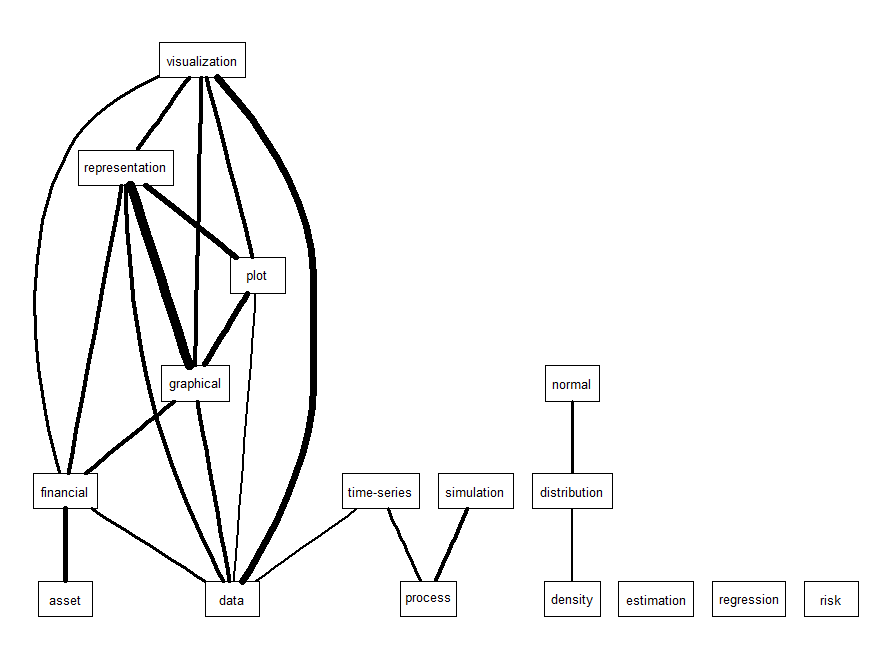 visualization
representation
plot
graphical
normal
financial
time-series
simulation
distribution
asset
data
process
density
estimation
regression
risk